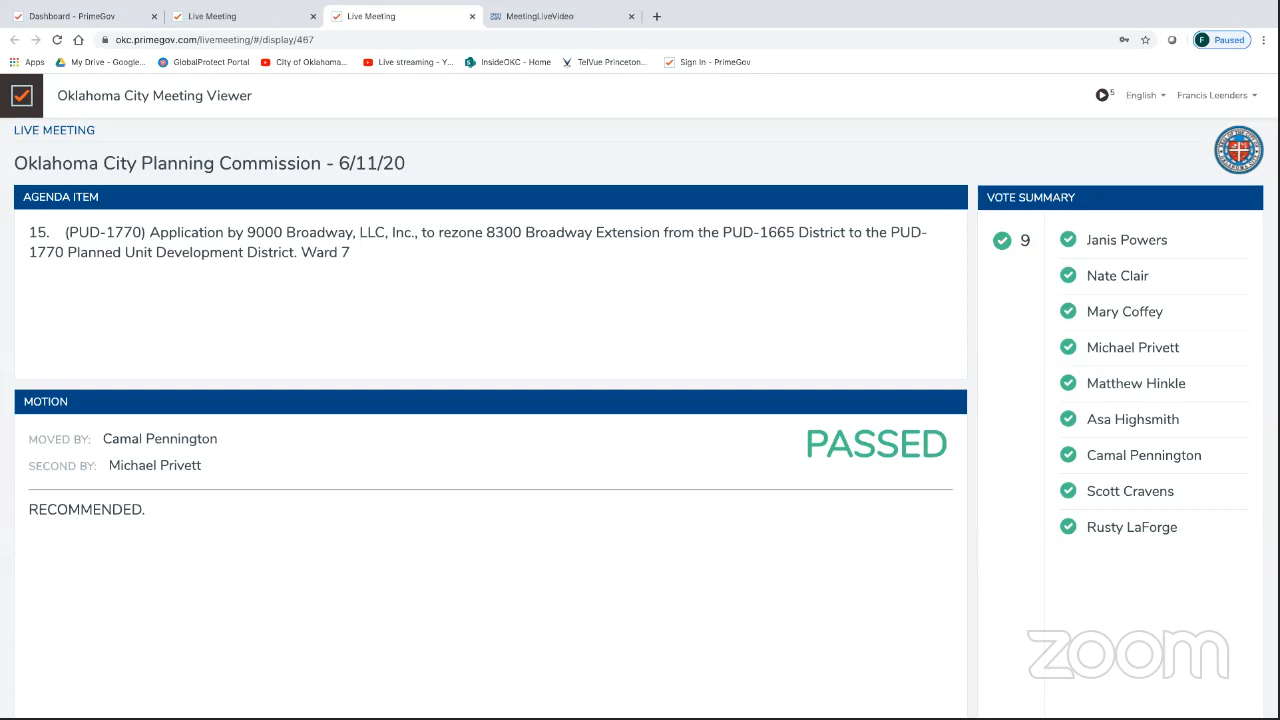 Dashboard - PrimeGov
Live Meeting
Live Meeting
MeetingLiveVideo
okc.primegov.com/livemeeting/#/display/467
F Paused
Apps
My Drive - Google...
GlobalProtect Portal
City of Oklahoma...
Live streaming - Y...
InsideOKC - Home
TelVue Princeton...
Sign In - PrimeGov
Oklahoma City Meeting Viewer
5
English
Francis Leenders
LIVE MEETING
Oklahoma City Planning Commission - 6/11/20
AGENDA ITEM
15. (PUD-1770) Application by 9000 Broadway, LLC, Inc., to rezone 8300 Broadway Extension from the PUD-1665 District to the PUD-
1770 Planned Unit Development District. Ward 7
MOTION
MOVED BY: Camal Pennington
SECOND BY: Michael Privett
PASSED
RECOMMENDED.
VOTE SUMMARY
9
Janis Powers
Nate Clair
Mary Coffey
Michael Privett
Matthew Hinkle
Asa Highsmith
Camal Pennington
Scott Cravens
Rusty LaForge
zoom